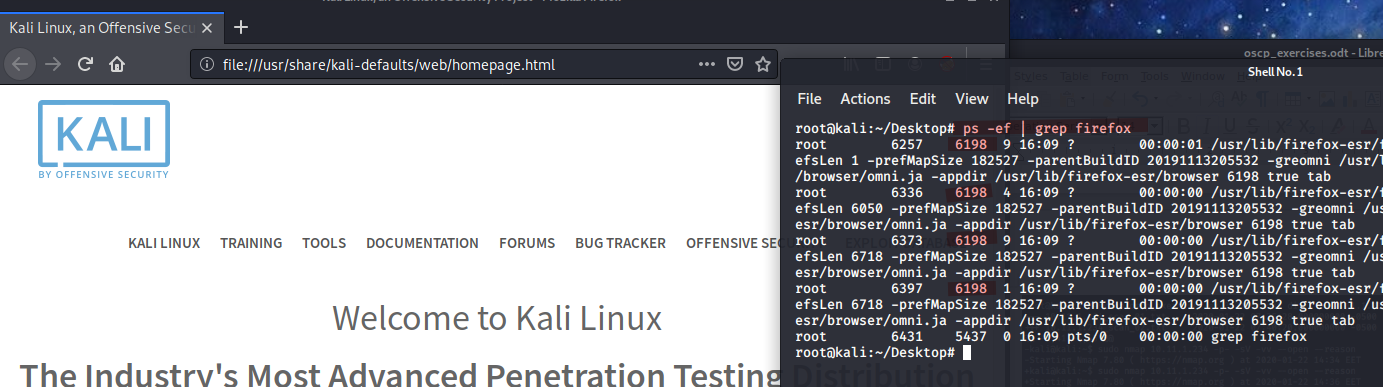 Kali Linux, an Offensive Secu
file:///usr/share/kali-defaults/web/homepage.html
KALI
BY OFFENSIVE SECURITY
KALI LINUX TRAINING TOOLS DOCUMENTATION FORUMS BUG TRACKER OFFENSIVE SEC
Welcome to Kali Linux
The Industry's Most Advanced Penetration Testing Distribution
oscp_exercises.odt - Libre
Styles Table Form Tools Window Help
Shell No.1
File Actions Edit View Help
root@kali:~/Desktop# ps -ef | grep firefox
root 6257 6198 9 16:09 ? 00:00:01 /usr/lib/firefox-esr/f
efsLen 1 -prefMapSize 182527 -parentBuildID 20191113205532 -greomni /usr/l
/browser/omni.ja -appdir /usr/lib/firefox-esr/browser 6198 true tab
root 6336 6198 4 16:09 ? 00:00:00 /usr/lib/firefox-esr/f
efsLen 6050 -prefMapSize 182527 -parentBuildID 20191113205532 -greomni /us
esr/browser/omni.ja -appdir /usr/lib/firefox-esr/browser 6198 true tab
root 6373 6198 9 16:09 ? 00:00:00 /usr/lib/firefox-esr/f
efsLen 6718 -prefMapSize 182527 -parentBuildID 20191113205532 -greomni /us
esr/browser/omni.ja -appdir /usr/lib/firefox-esr/browser 6198 true tab
root 6397 6198 1 16:09 ? 00:00:00 /usr/lib/firefox-esr/f
efsLen 6718 -prefMapSize 182527 -parentBuildID 20191113205532 -greomni /us
esr/browser/omni.ja -appdir /usr/lib/firefox-esr/browser 6198 true tab
root 6431 5437 0 16:09 pts/0 00:00:00 grep firefox
root@kali:~/Desktop#